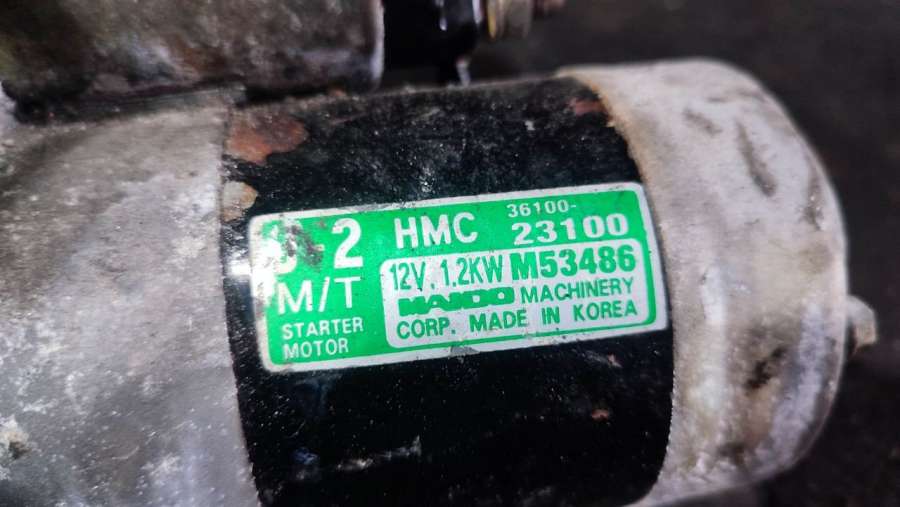 2 HMC 36100-
23100
M/T
12V. 1.2KW M53486
MANDO MACHINERY
CORP. MADE IN KOREA
STARTER
MOTOR